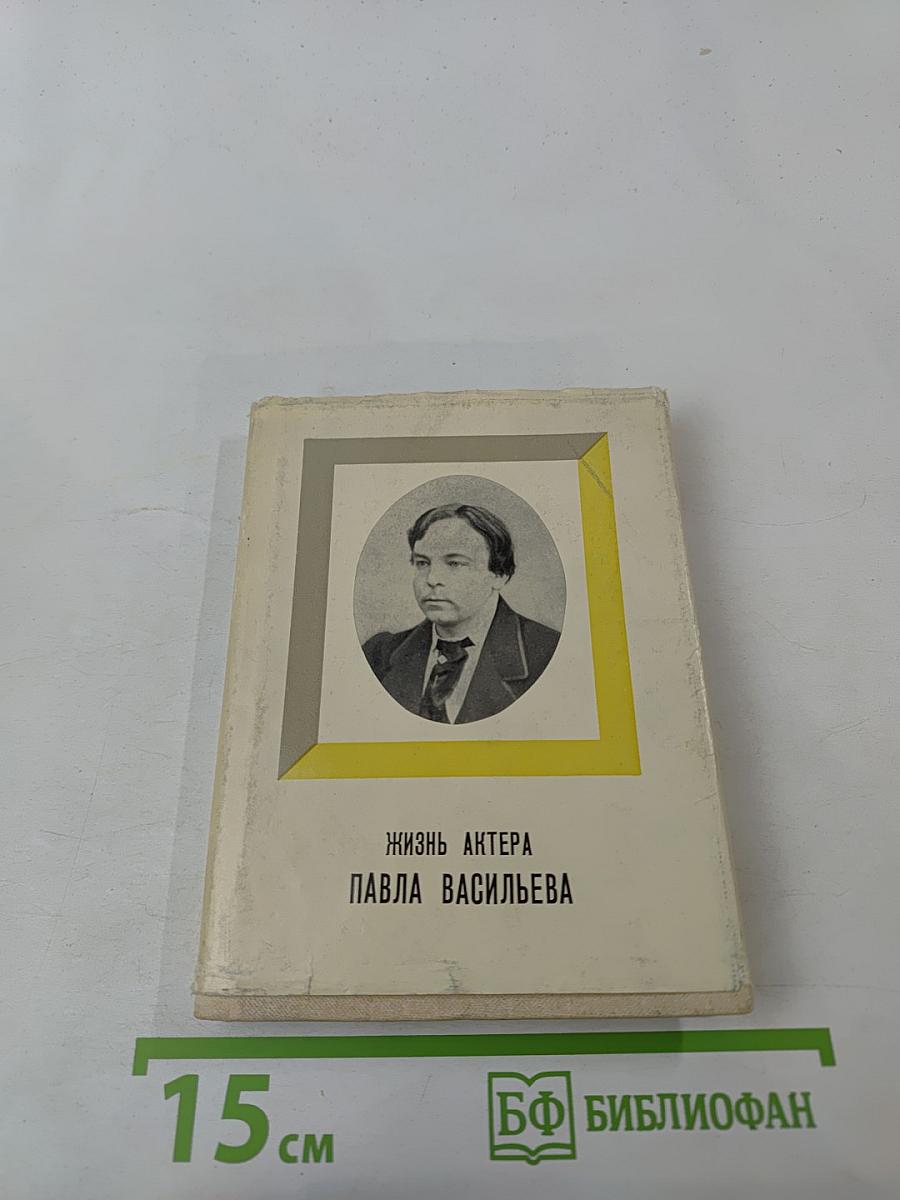 ЖИЗНЬ АКТЕРА
ПАВЛА ВАСИЛЬЕВА
15 см
БФ БИБЛИОФАН